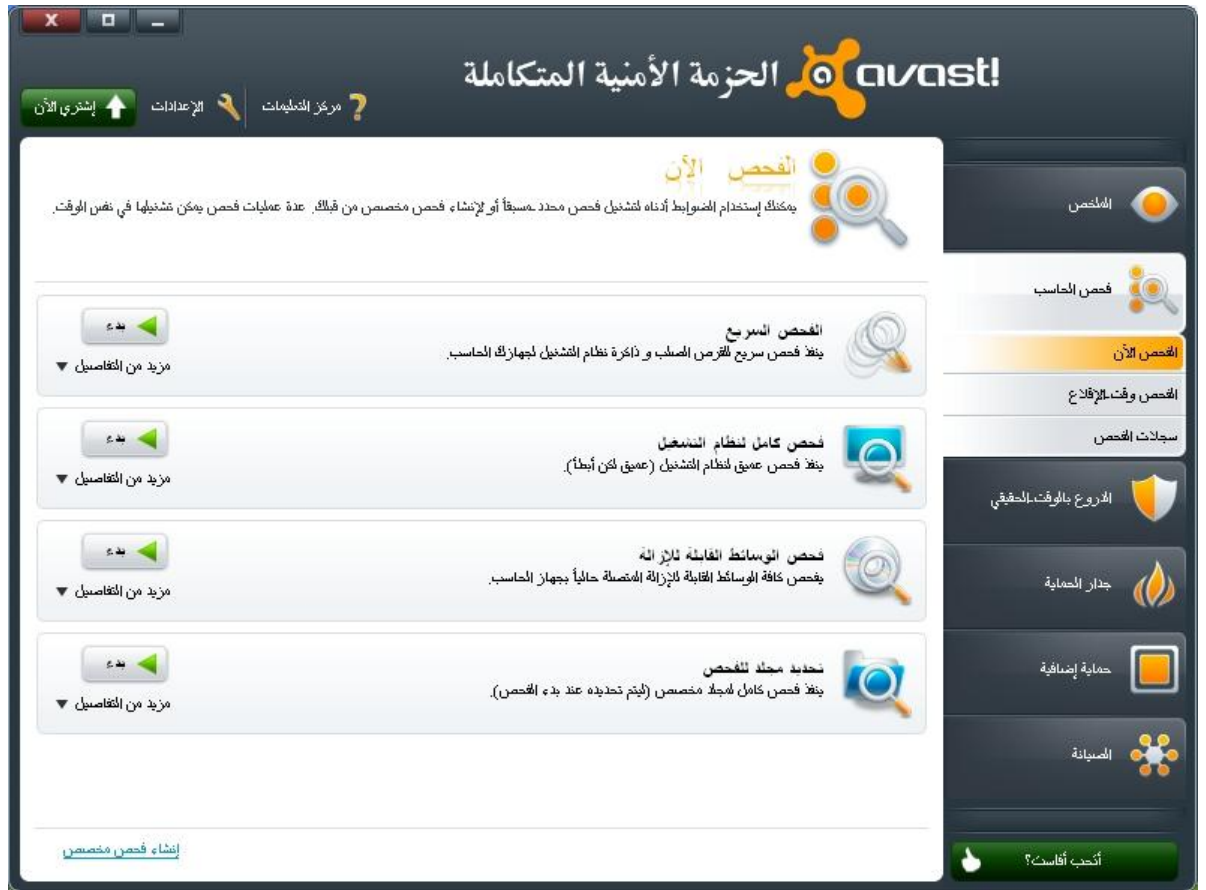 X
avast! الحزمة الأمنية المتكاملة
مركز التعليمات
الإعدادات
إشتري الآن
الملخص
فحص الحاسب
الفحص الآن
الفحص وقت-الإقلاع
سجلات الفحص
الدروع بالوقت-الحقيقي
جدار الحماية
حماية إضافية
الصيانة
أتحب أفاست؟
الفحص الآن
يمكنك إستخدام الضوابط أدناه لتشغيل فحص محدد مسبقاً أو لإنشاء فحص مخصص من قبلك. عدة عمليات فحص يمكن تشغيلها في نفس الوقت.
الفحص السريع
ينفذ فحص سريع للقرص الصلب و ذاكرة نظام التشغيل لجهازك الحاسب.
بدء
مزيد من التفاصيل
فحص كامل لنظام التشغيل
ينفذ فحص عميق لنظام التشغيل (عميق لكن أبطأ).
بدء
مزيد من التفاصيل
فحص الوسائط القابلة للإزالة
يفحص كافة الوسائط القابلة للإزالة المتصلة حالياً بجهاز الحاسب.
بدء
مزيد من التفاصيل
تحديد مجلد للفحص
ينفذ فحص كامل لمجلد مخصص (ليتم تحديده عند بدء الفحص).
بدء
مزيد من التفاصيل
إنشاء فحص مخصص